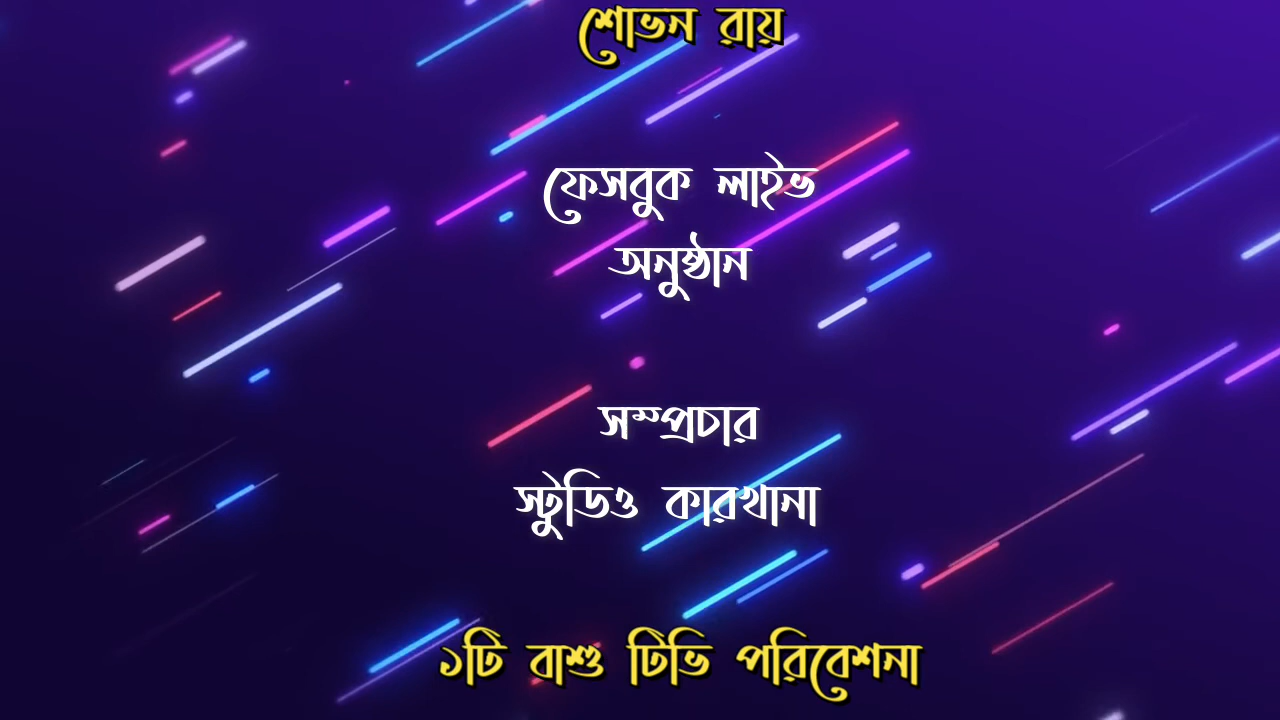 শোভন রায়
ফেসবুক লাইভ
অনুষ্ঠান
সম্প্রচার
স্টুডিও কারখানা
১টি বাশু টিভি পরিবেশনা